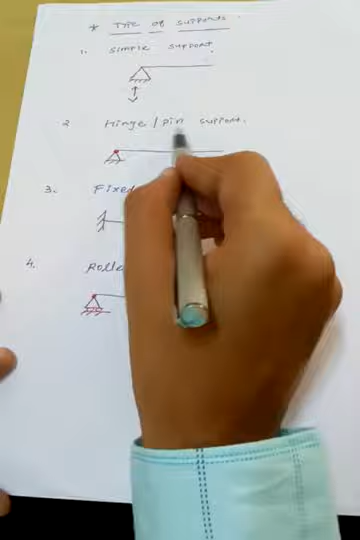 * Type of supports.
1. Simple support.
2 Hinge / Pin support.
3. Fixed
4. Rolle